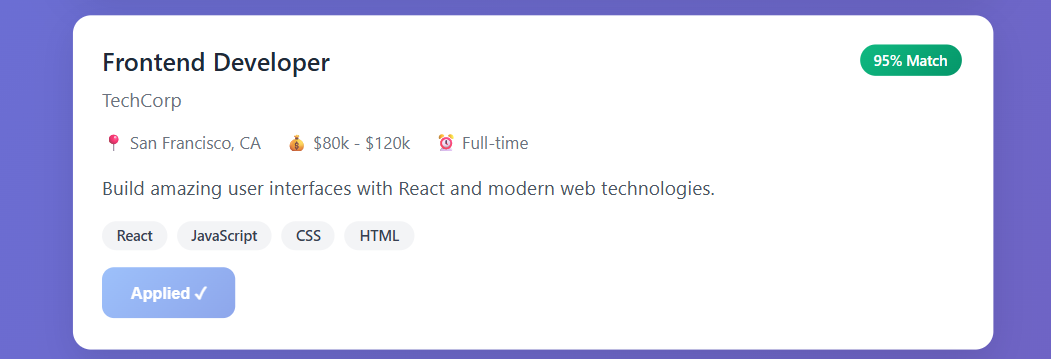 Frontend Developer
95% Match
TechCorp
📍 San Francisco, CA 💰 $80k - $120k ⏰ Full-time
Build amazing user interfaces with React and modern web technologies.
React JavaScript CSS HTML
Applied ✓